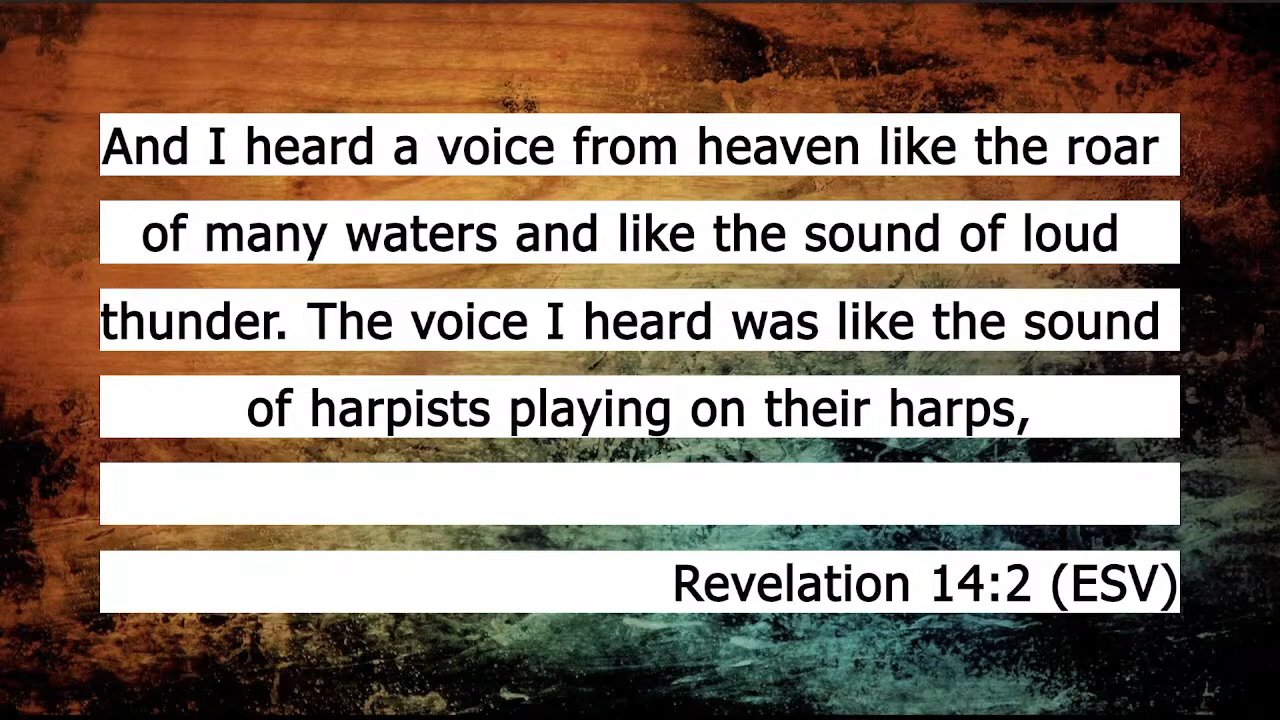 And I heard a voice from heaven like the roar
of many waters and like the sound of loud
thunder. The voice I heard was like the sound
of harpists playing on their harps,
Revelation 14:2 (ESV)